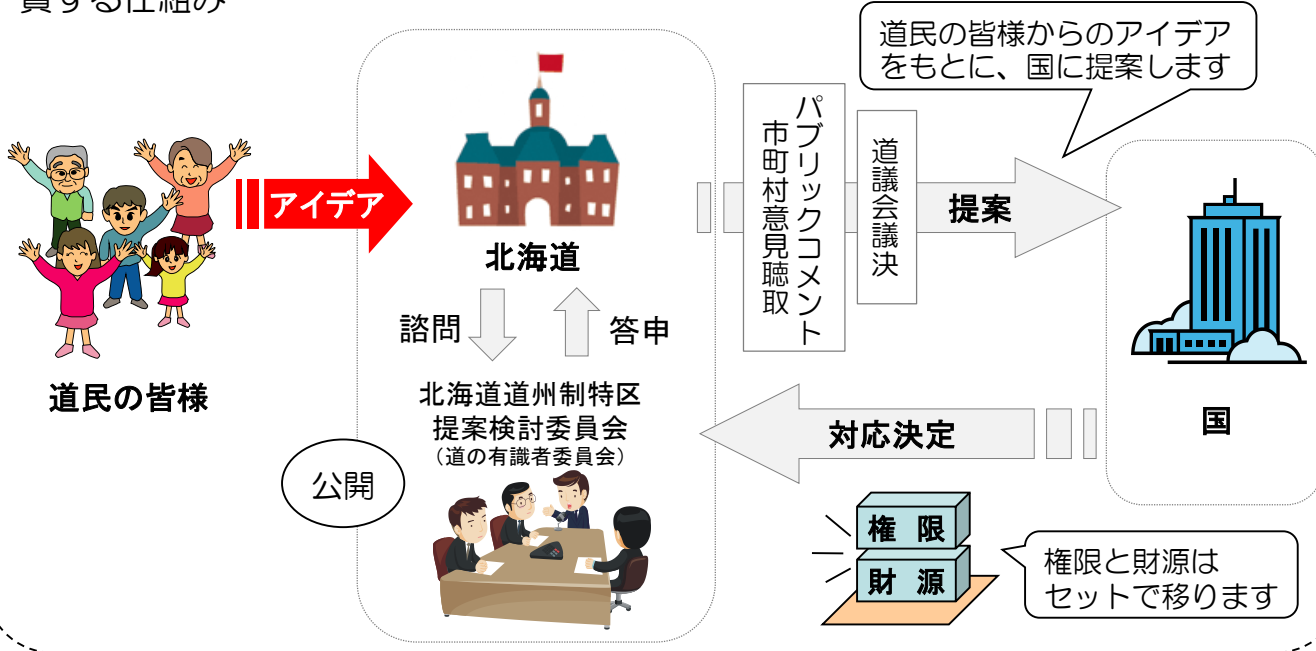 資する仕組み
道民の皆様からのアイデア
をもとに、国に提案します
アイデア
道民の皆様
北海道
諮問
答申
北海道道州制特区
提案検討委員会
（道の有識者委員会）
公開
パブリックコメント
市町村意見聴取
道議会議決
提案
国
対応決定
権限
財源
権限と財源は
セットで移ります